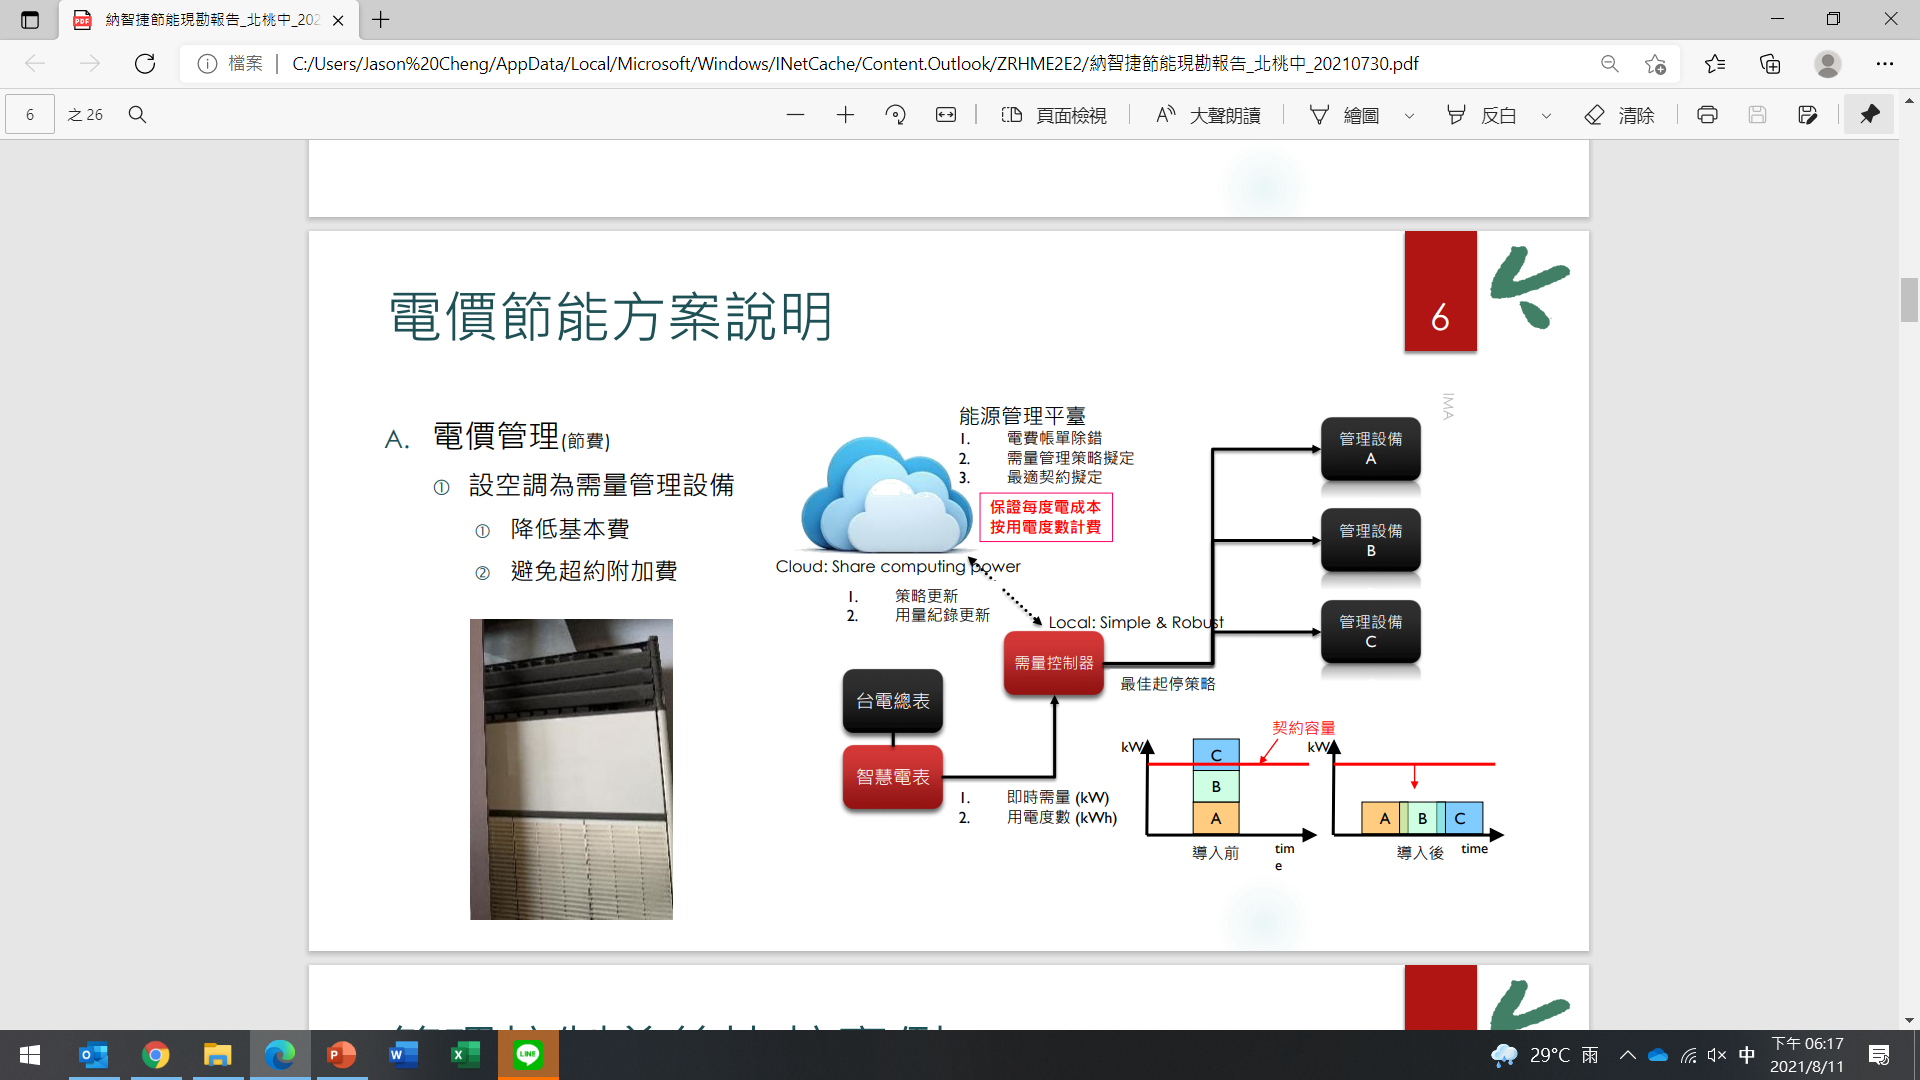 納智捷節能現勘報告_北桃中_202
檔案
C:/Users/Jason%20Cheng/AppData/Local/Microsoft/Windows/INetCache/Content.Outlook/ZRHME2E2/納智捷節能現勘報告_北桃中_20210730.pdf
6 之 26
頁面檢視
大聲朗讀
繪圖
反白
清除
電價節能方案說明
6
IMA
A. 電價管理(節費)
① 設空調為需量管理設備
① 降低基本費
② 避免超約附加費
能源管理平臺
1. 電費帳單除錯
2. 需量管理策略擬定
3. 最適契約擬定
保證每度電成本
按用電度數計費
Cloud: Share computing power
1. 策略更新
2. 用量紀錄更新
Local: Simple & Robust
需量控制器
最佳起停策略
管理設備
A
管理設備
B
管理設備
C
台電總表
智慧電表
1. 即時需量 (kW)
2. 用電度數 (kWh)
契約容量
kW
C
B
A
導入前
tim
e
kW
A B C
導入後
time
29°C 雨
中
下午 06:17
2021/8/11
LINE